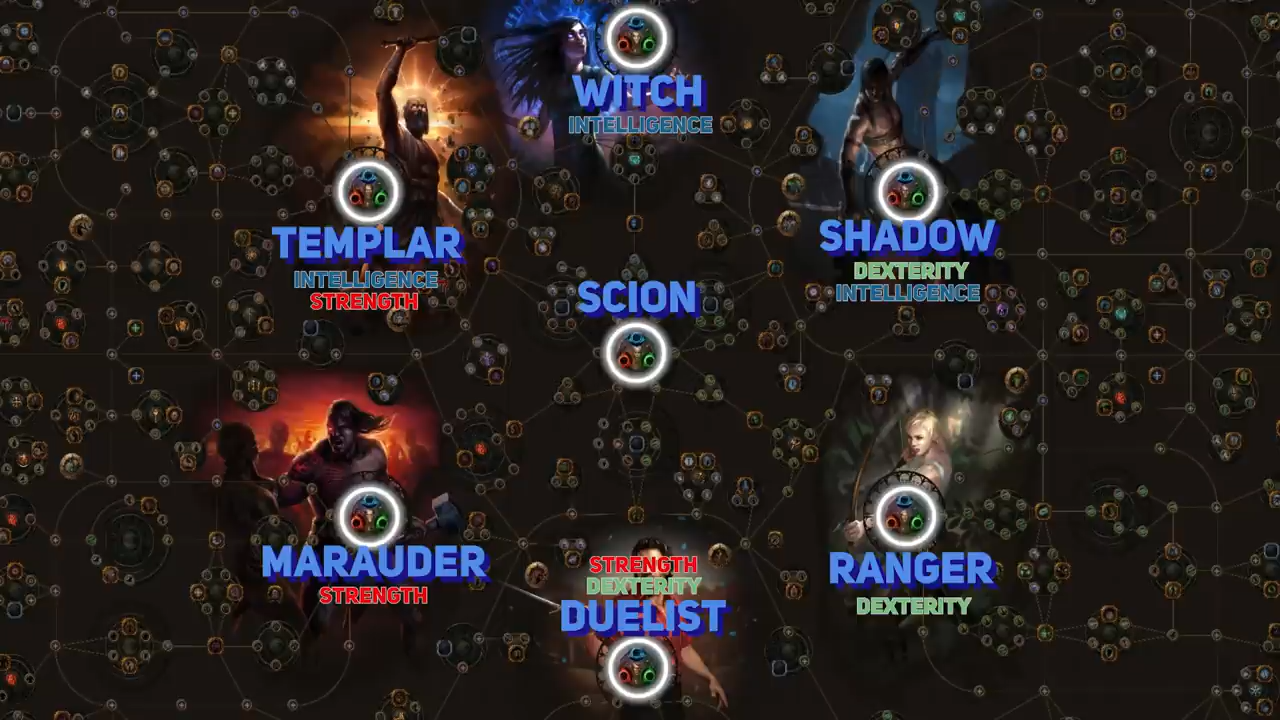 WITCH
INTELLIGENCE
TEMPLAR
INTELLIGENCE
STRENGTH
SHADOW
DEXTERITY
INTELLIGENCE
SCION
MARAUDER
STRENGTH
STRENGTH
DEXTERITY
DUELIST
RANGER
DEXTERITY